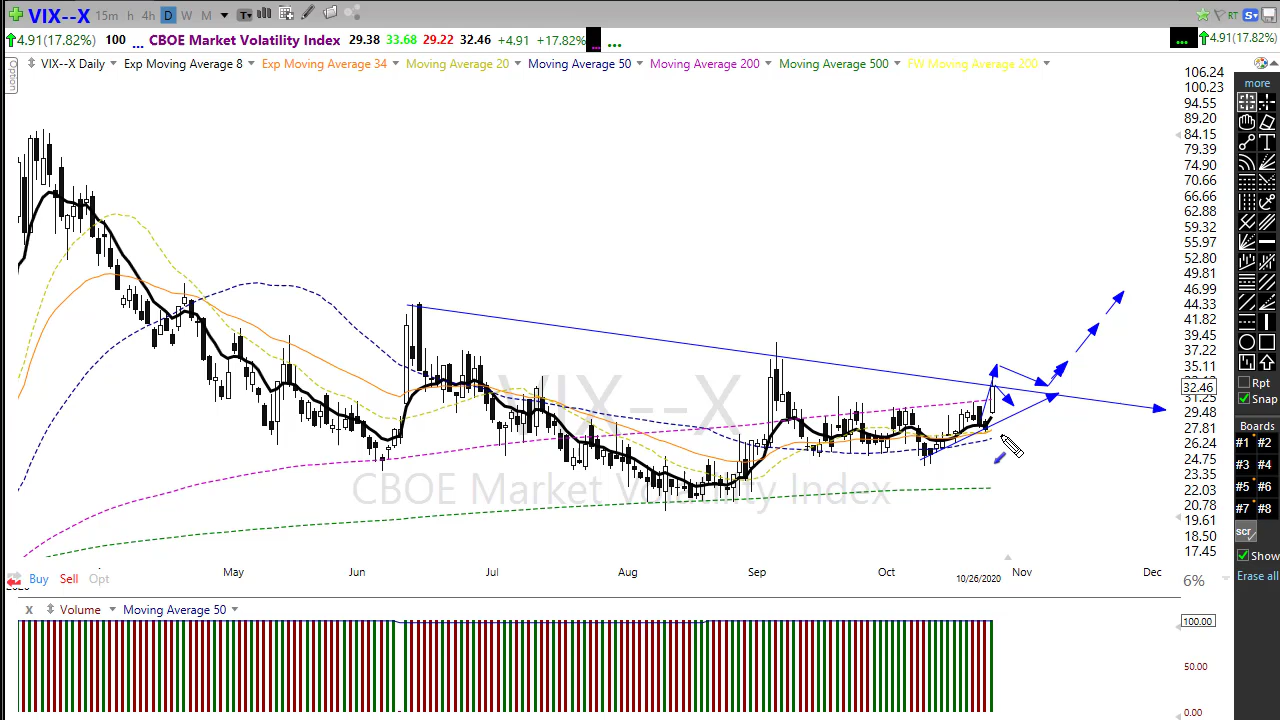 VIX--X 15m h 4h D W M T RT S
4.91(17.82%) 100 ... CBOE Market Volatility Index 29.38 33.68 29.22 32.46 +4.91 +17.82% ... ... ... 4.91(17.82%)
Option
VIX--X Daily Exp Moving Average 8 Exp Moving Average 34 Moving Average 20 Moving Average 50 Moving Average 200 Moving Average 500 FW Moving Average 200
106.24
100.23
94.55
89.20
84.15
79.39
74.90
70.66
66.66
62.88
59.32
55.97
52.80
49.81
46.99
44.33
41.82
39.45
37.22
35.11
32.46
31.25
29.48
27.81
26.24
24.75
23.35
22.03
20.78
19.61
18.50
17.45
VIX--X
CBOE Market Volatility Index
more
T
Rpt
Snap
Boards
#1 #2
#3 #4
#5 #6
#7 #8
scr
Show
Erase all
May Jun Jul Aug Sep Oct 10/26/2020 Nov Dec
Buy Sell Opt
6%
X Volume Moving Average 50
100.00
50.00
0.00